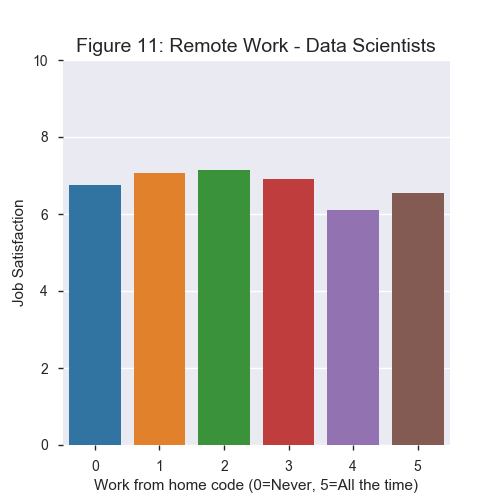 Figure 11: Remote Work - Data Scientists
10
8
6
4
2
0
Job Satisfaction
0 1 2 3 4 5
Work from home code (0=Never, 5=All the time)